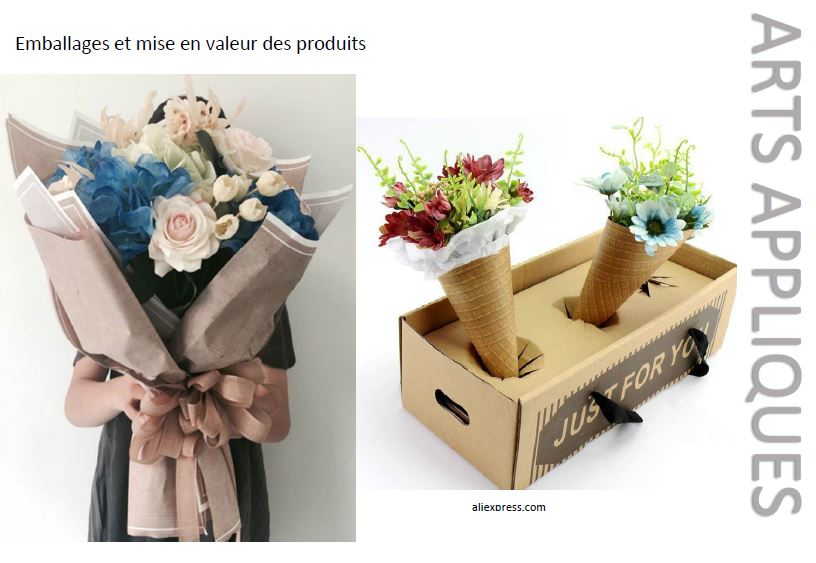 Emballages et mise en valeur des produits
ARTS APPLIQUES
JUST FOR YOU
aliexpress.com